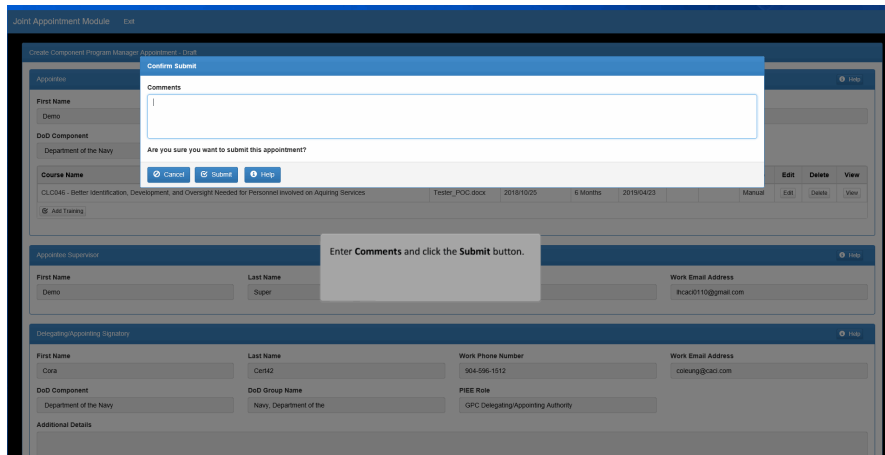 Joint Appointment Module Exit
Create Component Program Manager Appointment - Draft
Confirm Submit
Comments
Are you sure you want to submit this appointment?
Cancel Submit Help
Appointee Help
First Name
Demo
DoD Component
Department of the Navy
Course Name Edit Delete View
CLC046 - Better Identification, Development, and Oversight Needed for Personnel Involved on Aquiring Services Tester_POC.docx 2018/10/25 6 Months 2019/04/23 Manual Edit Delete View
Add Training
Enter Comments and click the Submit button.
Appointee Supervisor Help
First Name Last Name Work Email Address
Demo Super ihcaci0110@gmail.com
Delegating/Appointing Signatory Help
First Name Last Name Work Phone Number Work Email Address
Cora Cert42 904-596-1512 coleung@caci.com
DoD Component DoD Group Name PIEE Role
Department of the Navy Navy, Department of the GPC Delegating/Appointing Authority
Additional Details